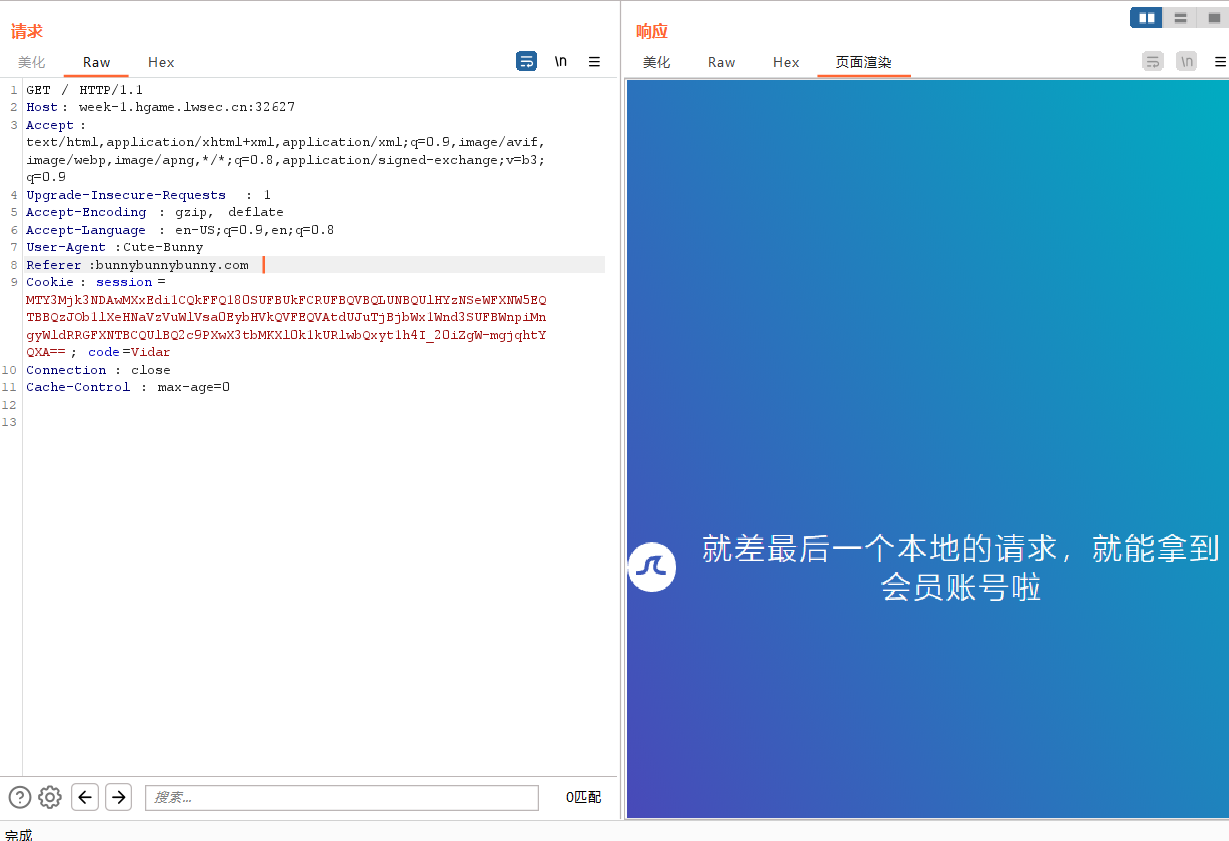 请求
美化 Raw Hex \n
1 GET / HTTP/1.1
2 Host: week-1.hgame.lwsec.cn:32627
3 Accept:
text/html,application/xhtml+xml,application/xml;q=0.9,image/avif,
image/webp,image/apng,*/*;q=0.8,application/signed-exchange;v=b3;
q=0.9
4 Upgrade-Insecure-Requests : 1
5 Accept-Encoding : gzip, deflate
6 Accept-Language : en-US;q=0.9,en;q=0.8
7 User-Agent :Cute-Bunny
8 Referer :bunnybunnybunny.com
9 Cookie : session =
QXA== ; code=Vidar
10 Connection : close
11 Cache-Control : max-age=0
12
13
搜索... 0匹配
完成
响应
美化 Raw Hex 页面渲染 \n
就差最后一个本地的请求，就能拿到
会员账号啦